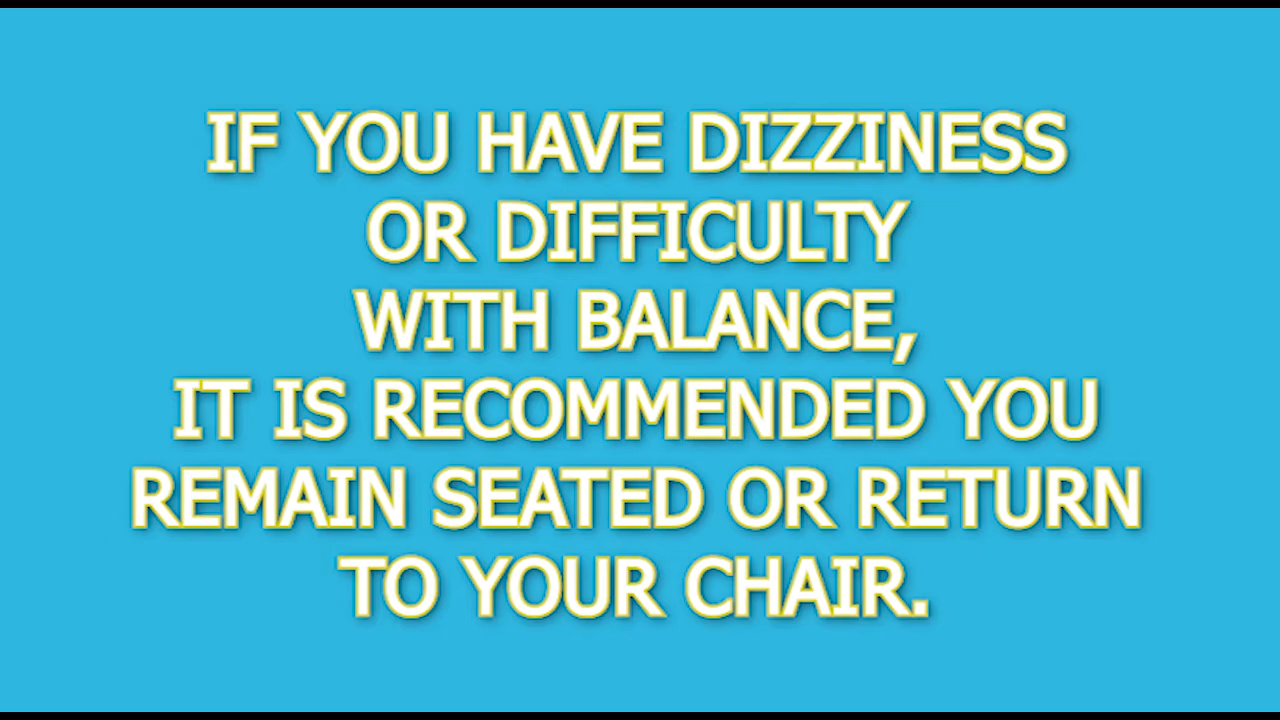 IF YOU HAVE DIZZINESS
OR DIFFICULTY
WITH BALANCE,
IT IS RECOMMENDED YOU
REMAIN SEATED OR RETURN
TO YOUR CHAIR.